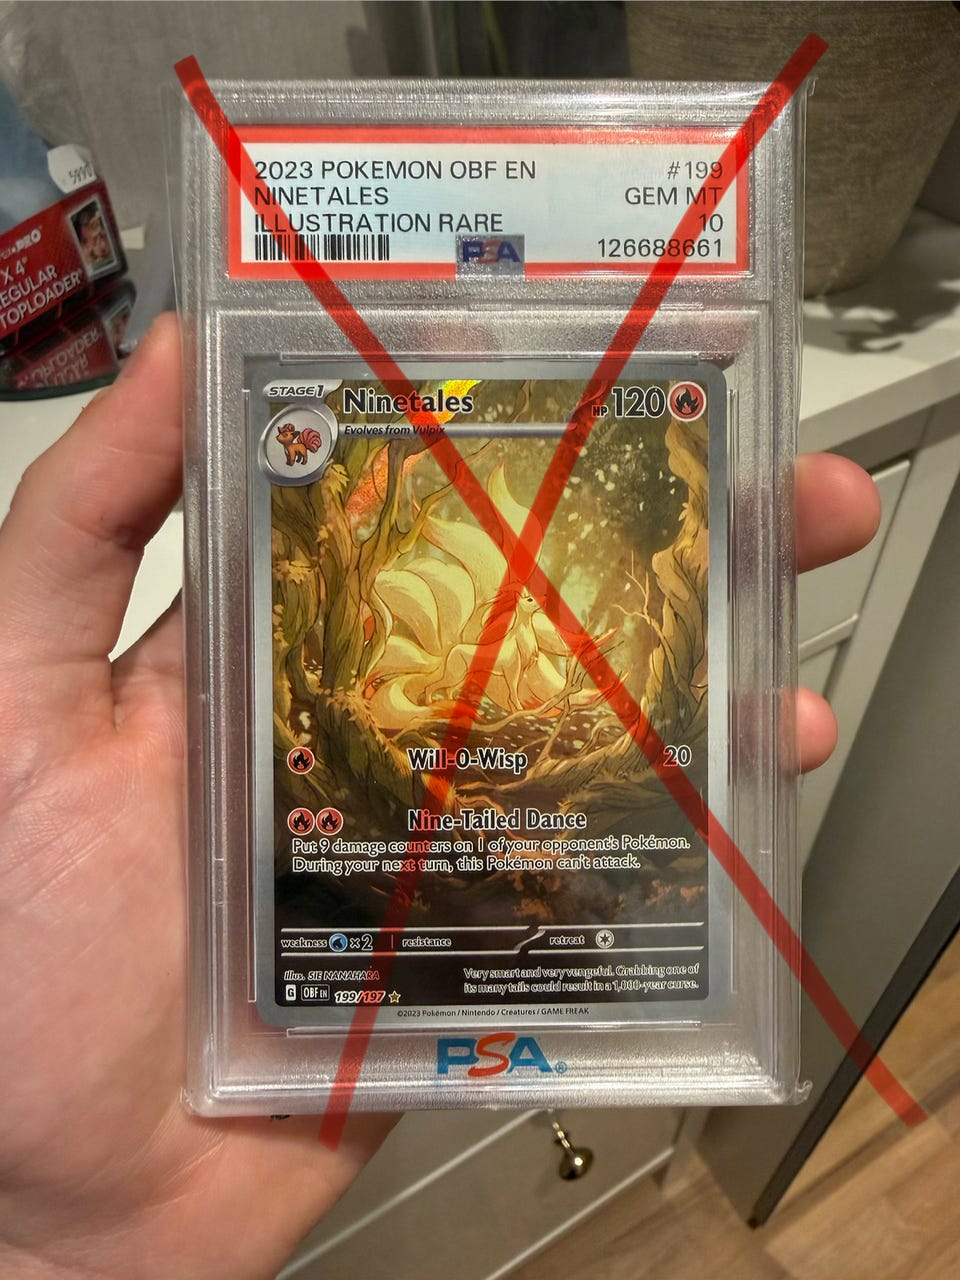 2023 POKEMON OBF EN #199
NINETALES GEM MT
ILLUSTRATION RARE 10
PSA 126688661
PRO
X 4"
REGULAR
TOPLOADER
STAGE 1 Ninetales HP 120
Evolves from Vulpix
Will-O-Wisp 20
Nine-Tailed Dance
Put 9 damage counters on 1 of your opponent's Pokémon.
During your next turn, this Pokémon can't attack.
weakness ×2 resistance retreat
Illus. SIE NANAHARA
Very smart and very vengeful. Grabbing one of
its many tails could result in a 1,000-year curse.
G OBF EN 199/197
©2023 Pokémon / Nintendo / Creatures / GAME FREAK
PSA®